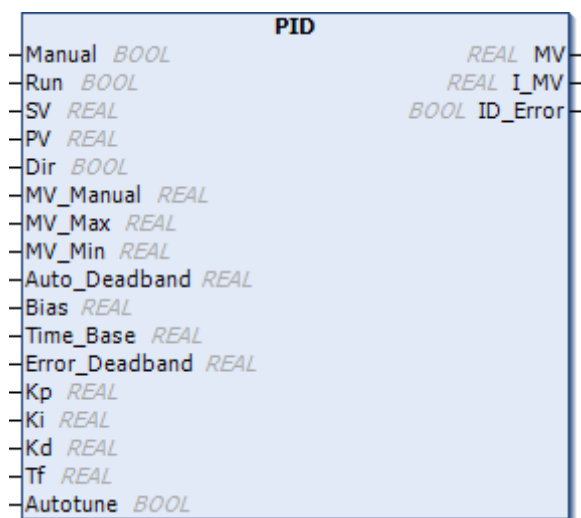 PID
Manual BOOL REAL MV
Run BOOL REAL I_MV
SV REAL BOOL ID_Error
PV REAL
Dir BOOL
MV_Manual REAL
MV_Max REAL
MV_Min REAL
Auto_Deadband REAL
Bias REAL
Time_Base REAL
Error_Deadband REAL
Kp REAL
Ki REAL
Kd REAL
Tf REAL
Autotune BOOL